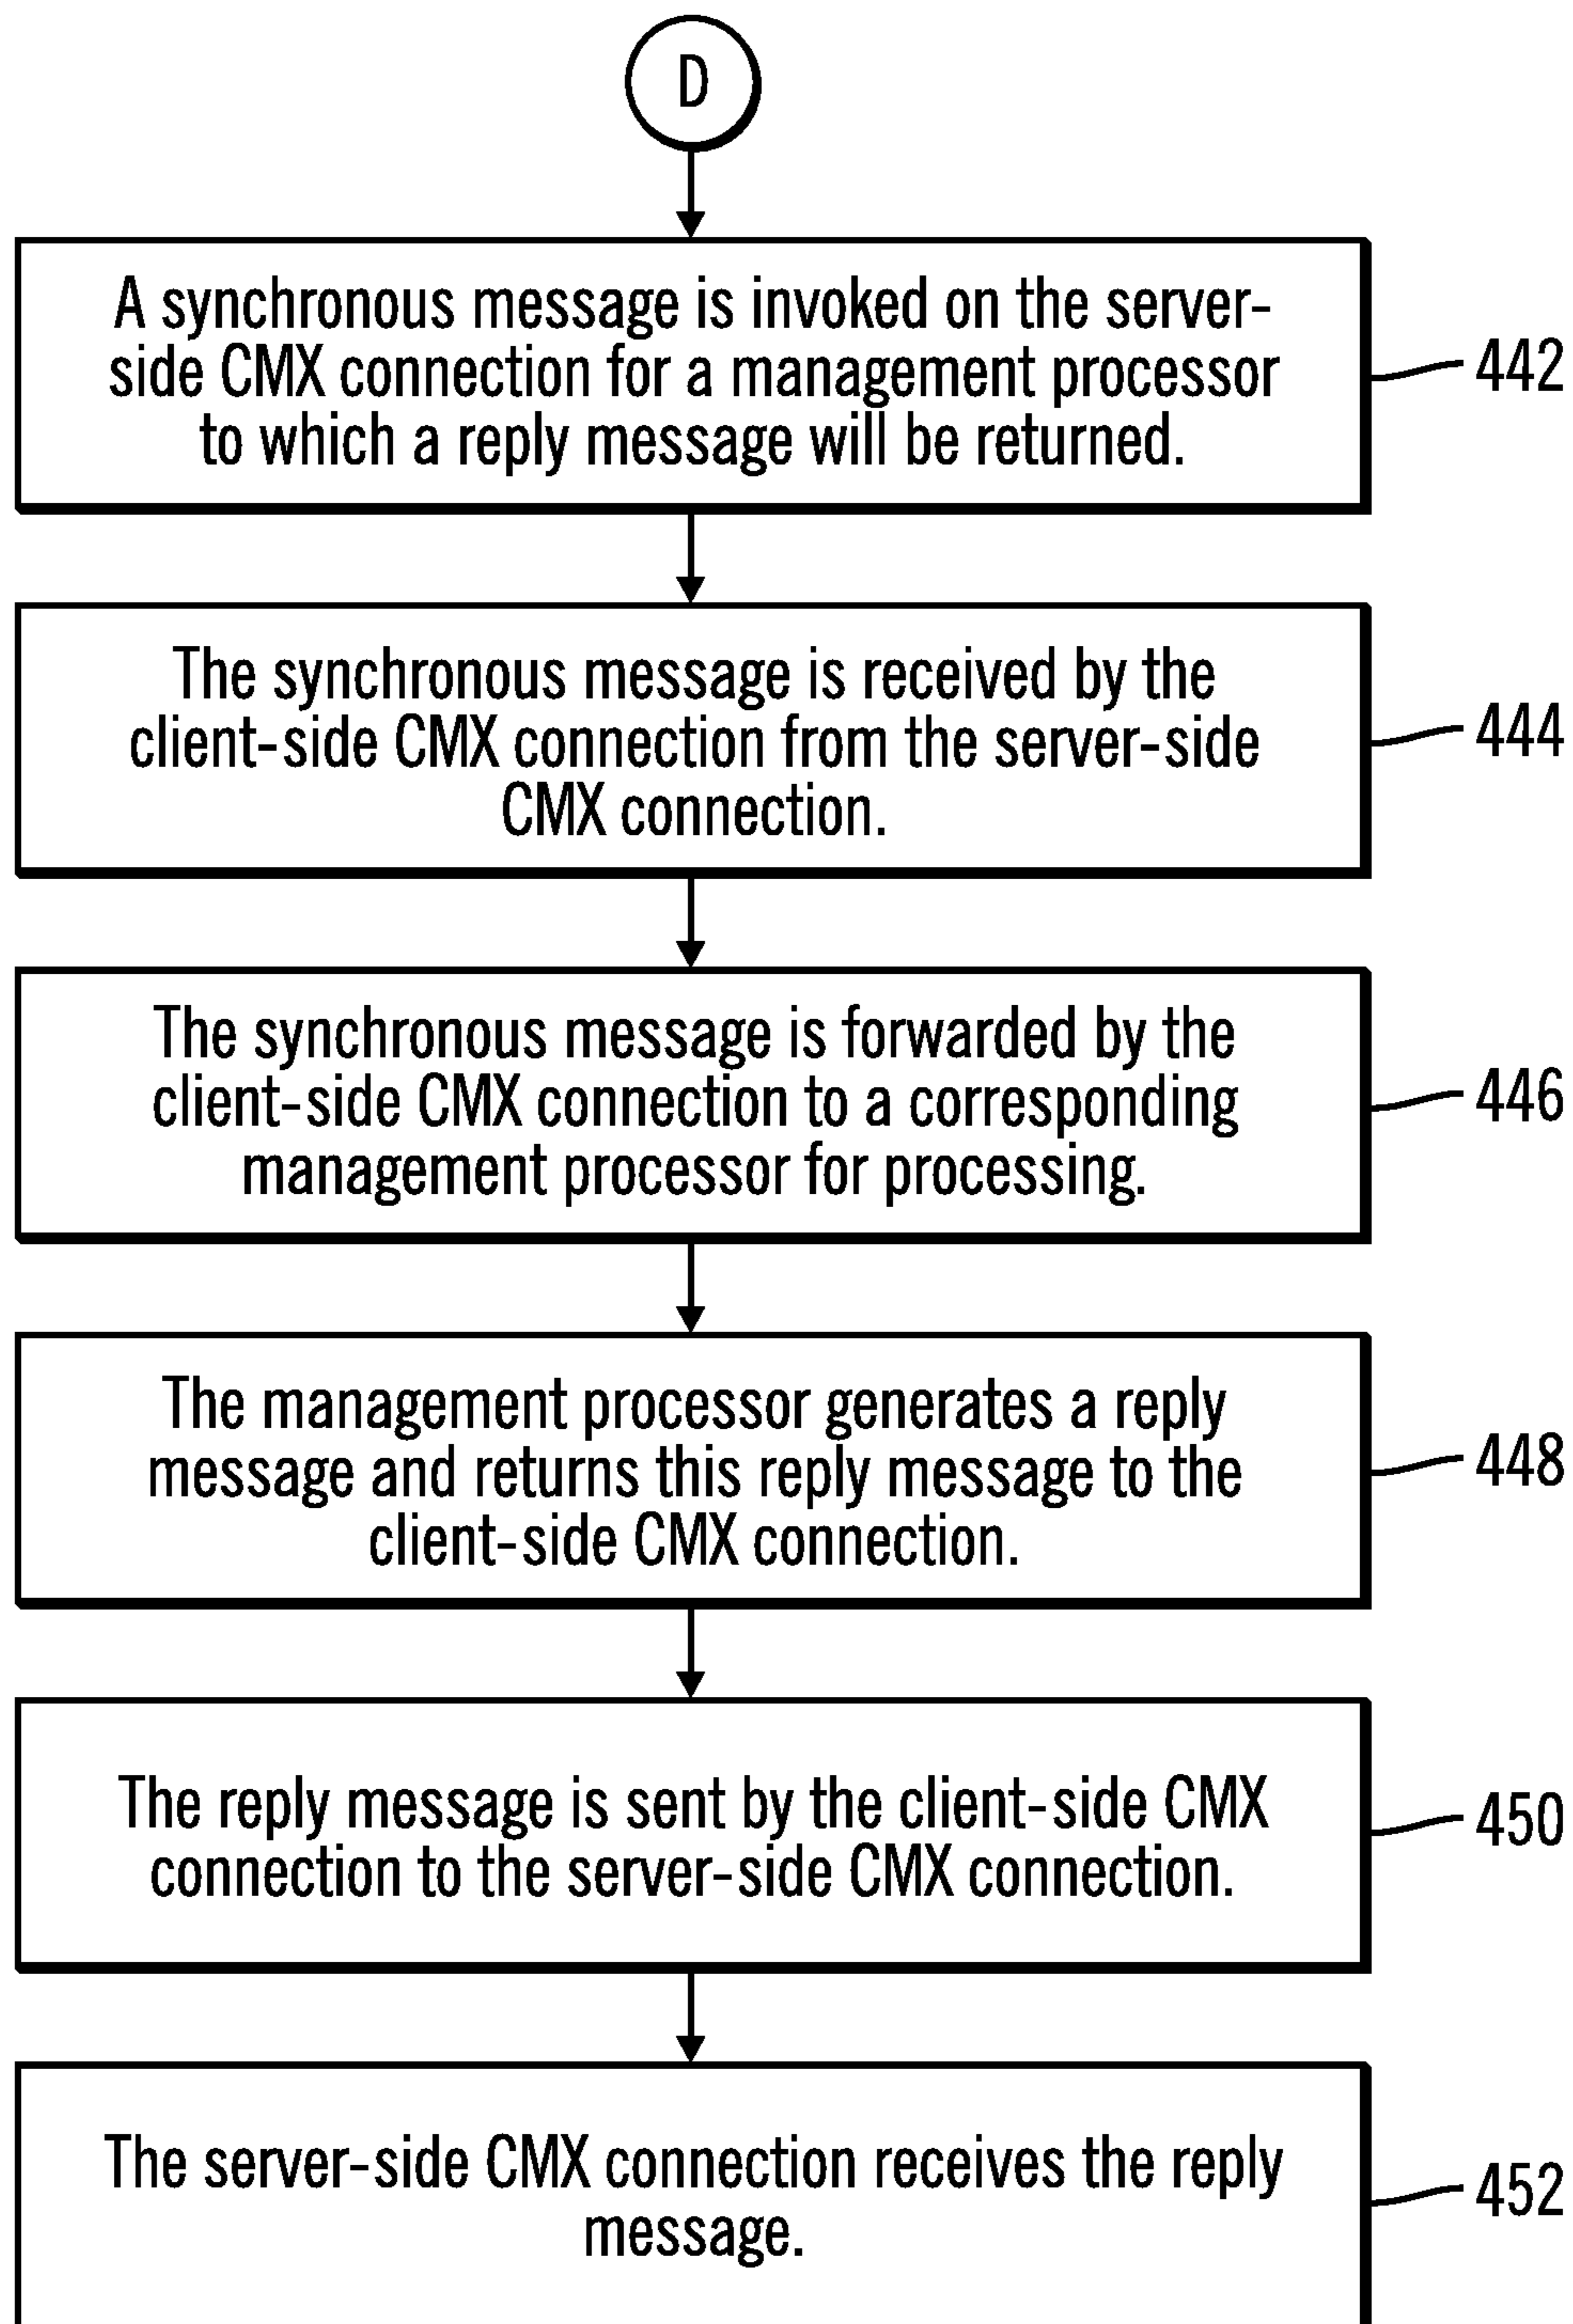 D
A synchronous message is invoked on the server-
side CMX connection for a management processor
to which a reply message will be returned.
442
The synchronous message is received by the
client-side CMX connection from the server-side
CMX connection.
444
The synchronous message is forwarded by the
client-side CMX connection to a corresponding
management processor for processing.
446
The management processor generates a reply
message and returns this reply message to the
client-side CMX connection.
448
The reply message is sent by the client-side CMX
connection to the server-side CMX connection.
450
The server-side CMX connection receives the reply
message.
452